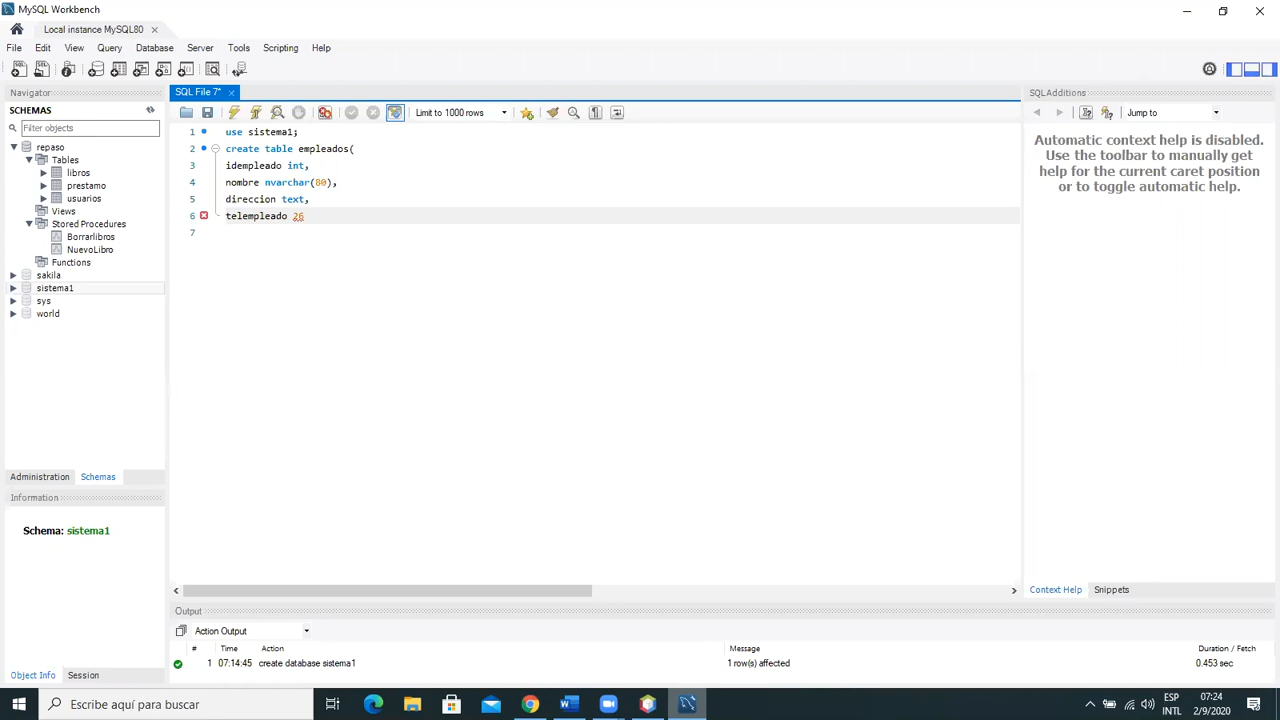 MySQL Workbench
Local instance MySQL80
File Edit View Query Database Server Tools Scripting Help
Navigator
SCHEMAS
Filter objects
repaso
Tables
libros
prestamo
usuarios
Views
Stored Procedures
Borrarlibros
NuevoLibro
Functions
sakila
sistema1
sys
world
Administration Schemas
Information
Schema: sistema1
Object Info Session
SQL File 7*
Limit to 1000 rows
1 use sistema1;
2 create table empleados(
3 idempleado int,
4 nombre nvarchar(80),
5 direccion text,
6 telempleado 26
7
SQLAdditions
Jump to
Automatic context help is disabled.
Use the toolbar to manually get
help for the current caret position
or to toggle automatic help.
Context Help Snippets
Output
Action Output
# Time Action Message Duration / Fetch
1 07:14:45 create database sistema1 1 row(s) affected 0.453 sec
Escribe aquí para buscar
ESP
INTL
07:24
2/9/2020